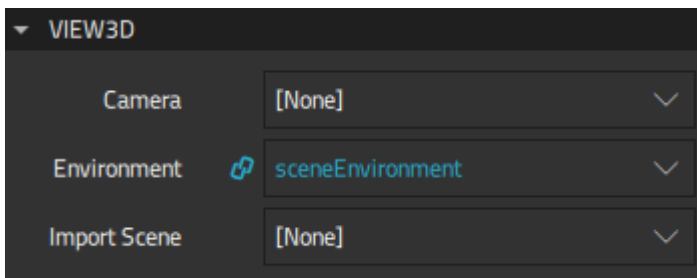 VIEW3D
Camera [None]
Environment sceneEnvironment
Import Scene [None]